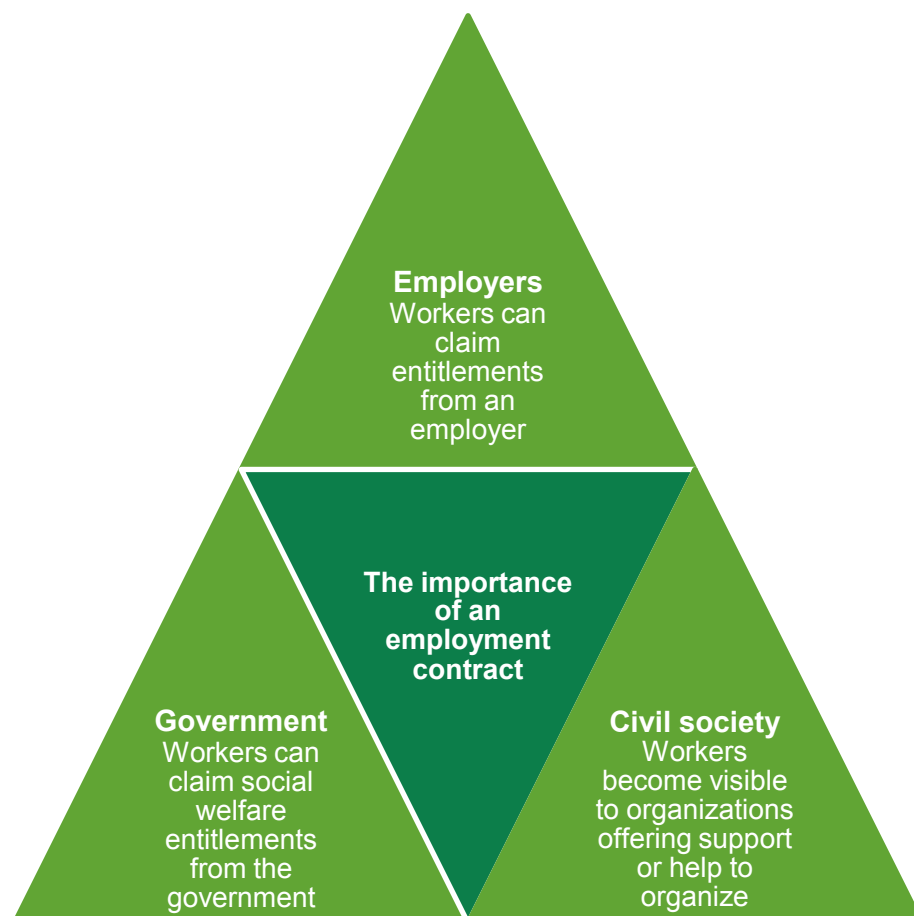 Employers
Workers can
claim
entitlements
from an
employer
The importance
of an
employment
contract
Government
Workers can
claim social
welfare
entitlements
from the
government
Civil society
Workers
become visible
to organizations
offering support
or help to
organize